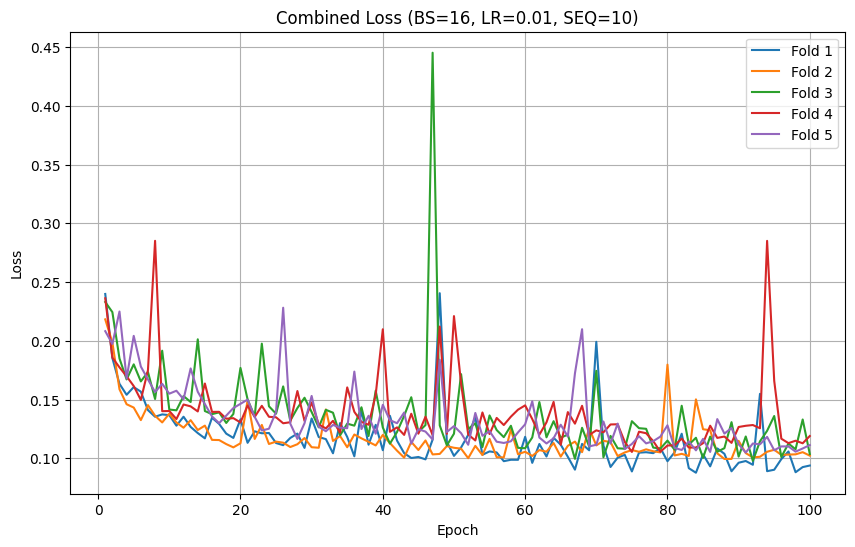 Combined Loss (BS=16, LR=0.01, SEQ=10)
Fold 1
Fold 2
Fold 3
Fold 4
Fold 5
0.45
0.40
0.35
0.30
0.25
0.20
0.15
0.10
Loss
0
20
40
60
80
100
Epoch